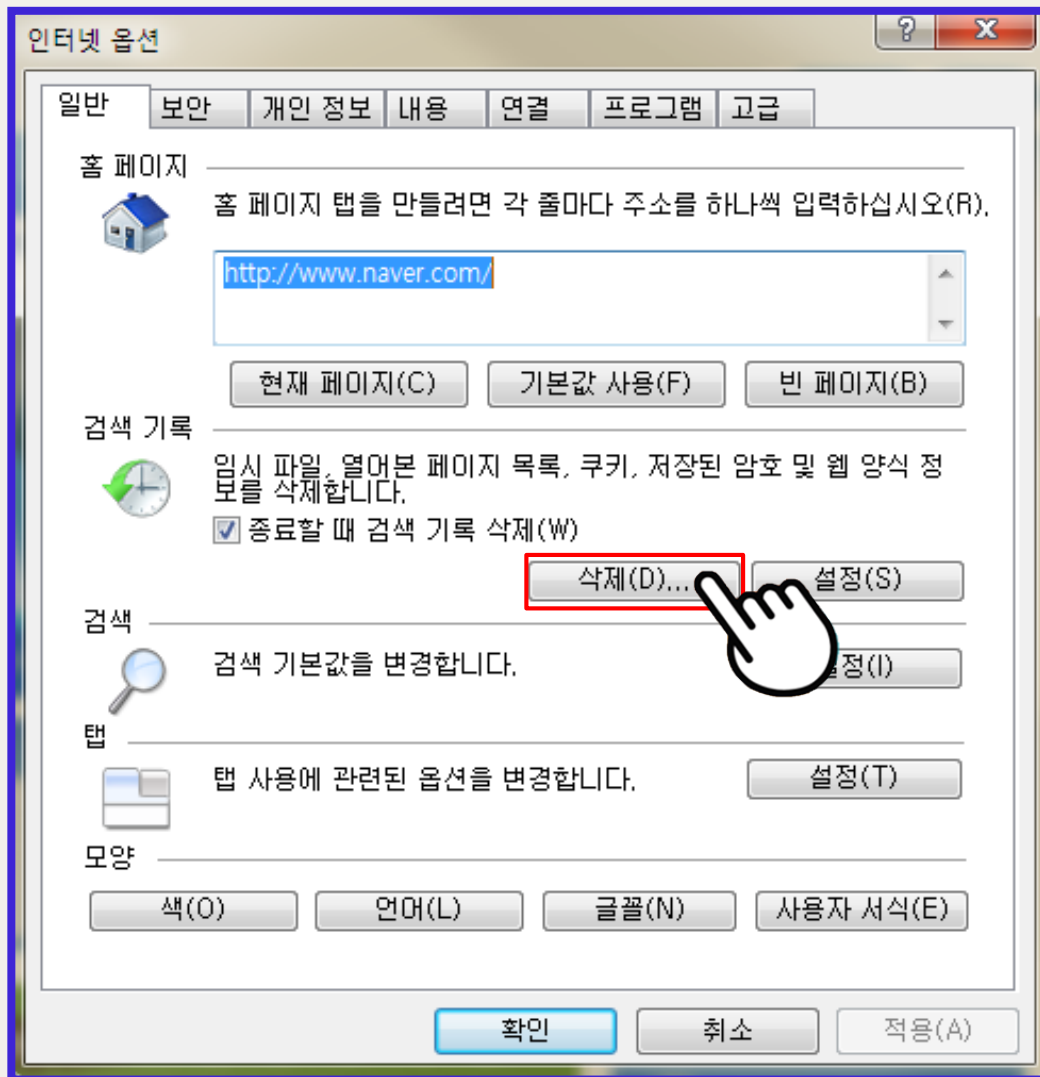 인터넷 옵션
일반 보안 개인 정보 내용 연결 프로그램 고급
홈 페이지
홈 페이지 탭을 만들려면 각 줄마다 주소를 하나씩 입력하십시오(R).
http://www.naver.com/
현재 페이지(C) 기본값 사용(F) 빈 페이지(B)
검색 기록
임시 파일, 열어본 페이지 목록, 쿠키, 저장된 암호 및 웹 양식 정
보를 삭제합니다.
종료할 때 검색 기록 삭제(W)
삭제(D)... 설정(S)
검색
검색 기본값을 변경합니다. 설정(I)
탭
탭 사용에 관련된 옵션을 변경합니다. 설정(T)
모양
색(O) 언어(L) 글꼴(N) 사용자 서식(E)
확인 취소 적용(A)